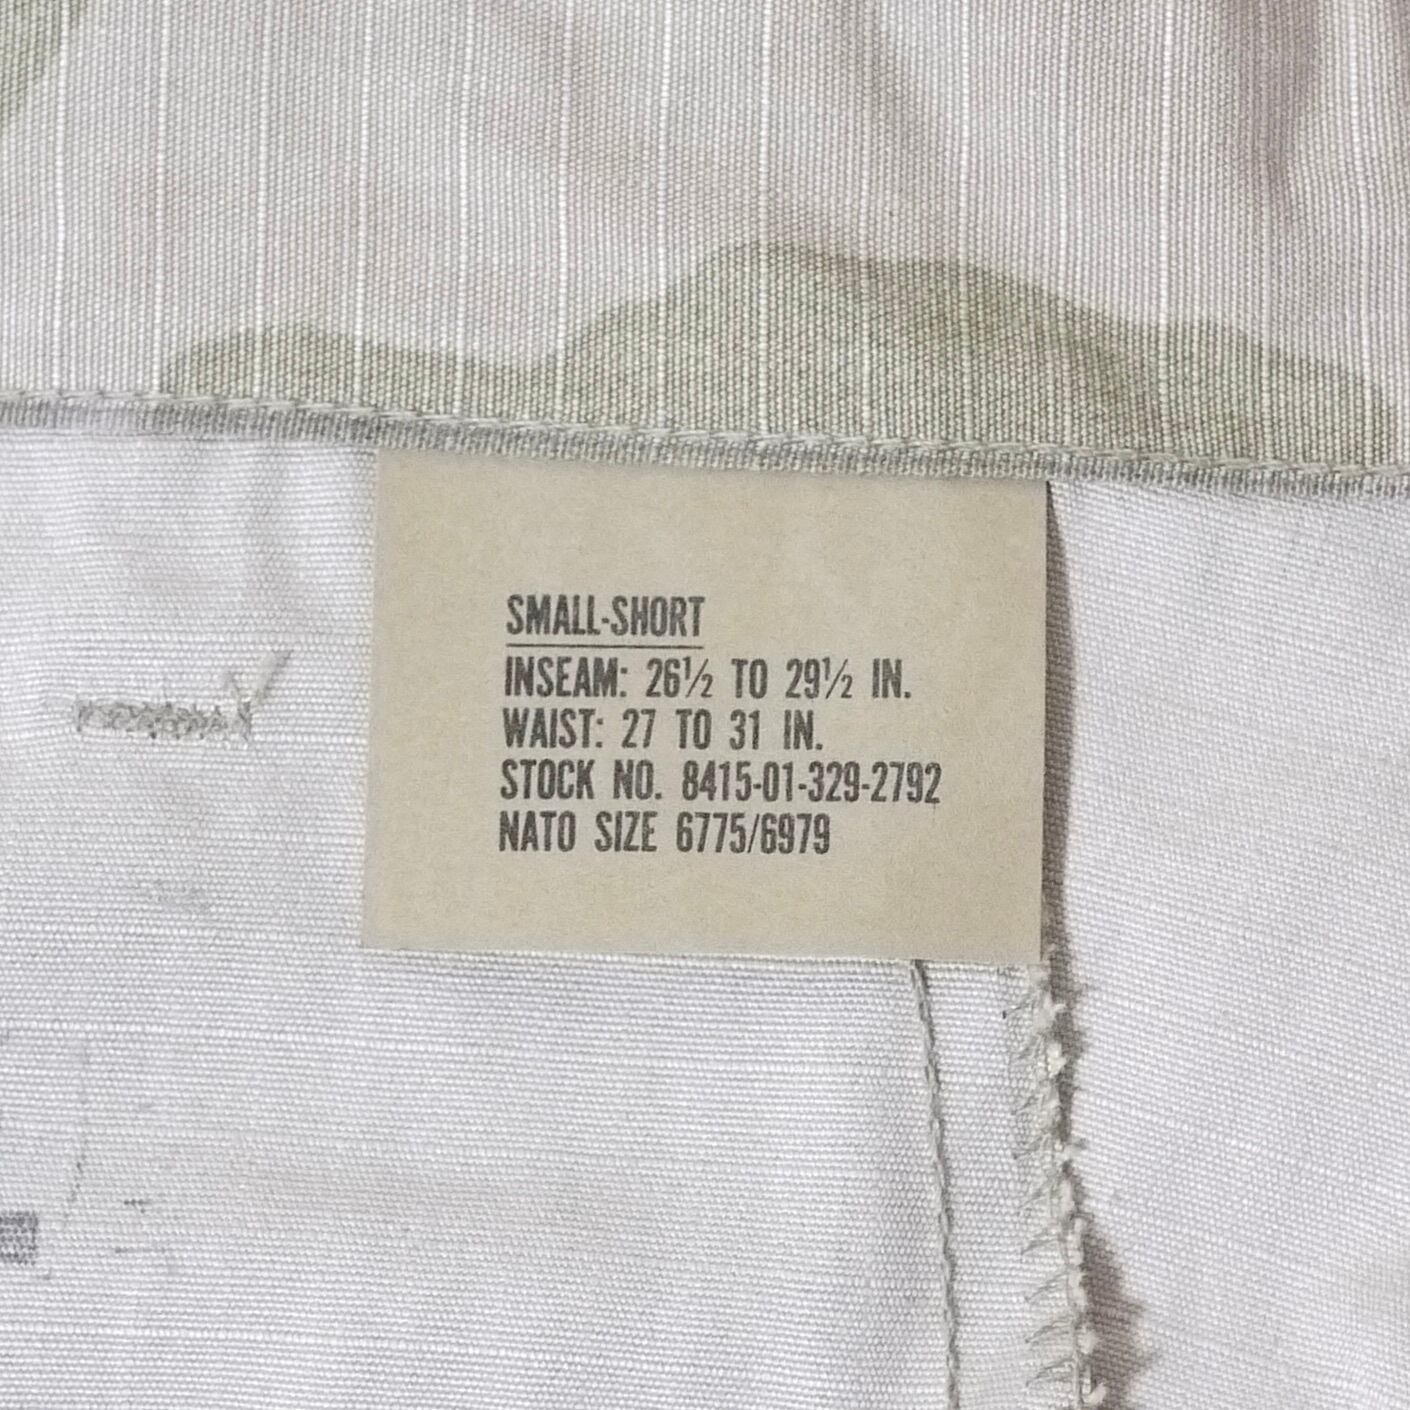 SMALL-SHORT
INSEAM: 26½ TO 29½ IN.
WAIST: 27 TO 31 IN.
STOCK NO. 8415-01-329-2792
NATO SIZE 6775/6979